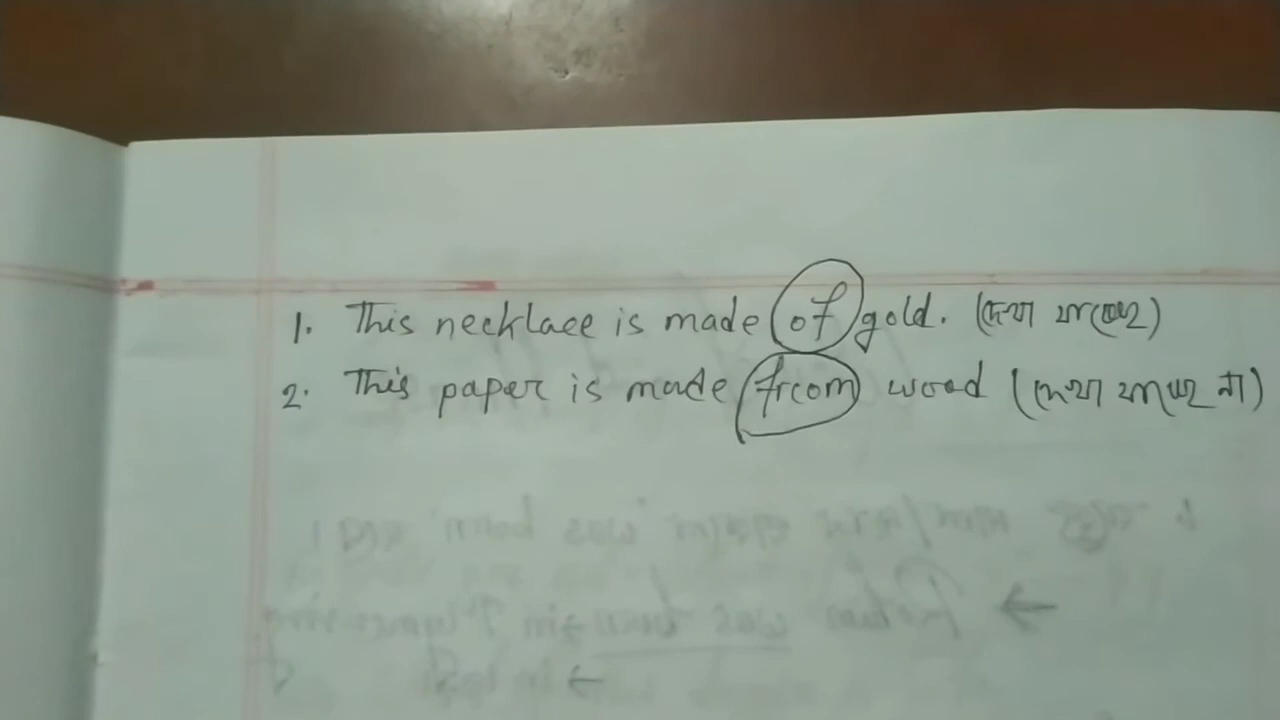 1. This necklace is made of gold. (দেখা যাচ্ছে)
2. This paper is made from wood (দেখা যাচ্ছে না)